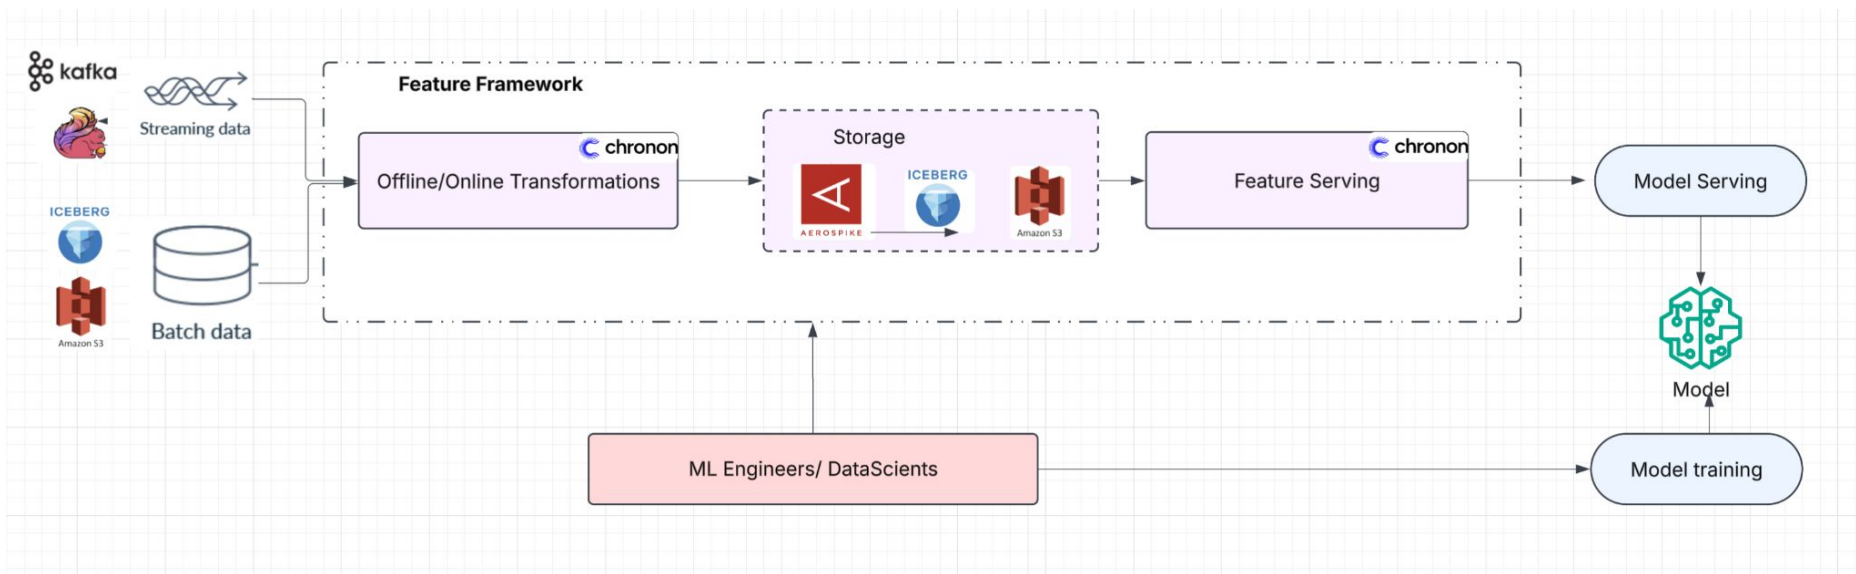 kafka
Streaming data
ICEBERG
Amazon S3
Batch data
Feature Framework
chronon
Offline/Online Transformations
Storage
AEROSPIKE
ICEBERG
Amazon S3
chronon
Feature Serving
Model Serving
Model
ML Engineers/ DataScients
Model training